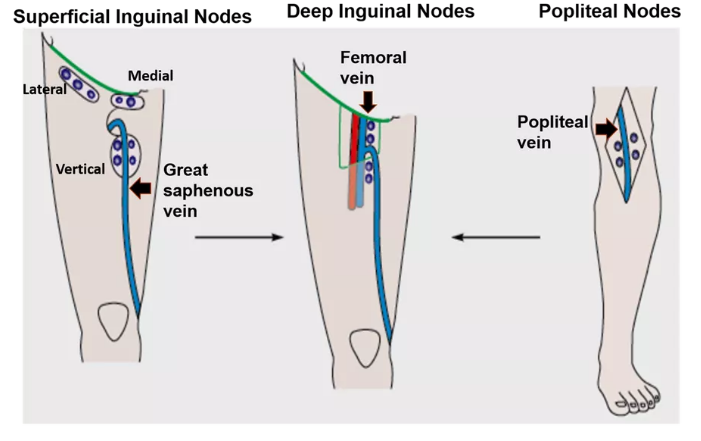 Superficial Inguinal Nodes
Deep Inguinal Nodes
Popliteal Nodes
Lateral
Medial
Vertical
Great
saphenous
vein
Femoral
vein
Popliteal
vein